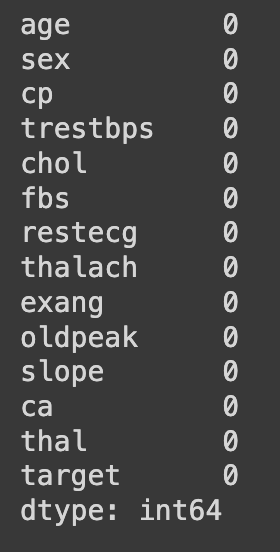 age 0
sex 0
cp 0
trestbps 0
chol 0
fbs 0
restecg 0
thalach 0
exang 0
oldpeak 0
slope 0
ca 0
thal 0
target 0
dtype: int64